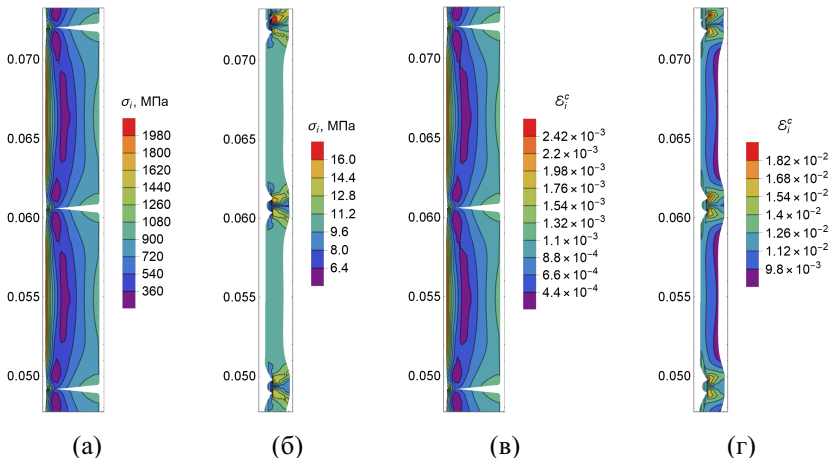 0.070
0.065
0.060
0.055
0.050
σᵢ, MPa
1980
1800
1620
1440
1260
1080
900
720
540
360
(а)
0.070
0.065
0.060
0.055
0.050
σᵢ, MPa
16.0
14.4
12.8
11.2
9.6
8.0
6.4
(б)
0.070
0.065
0.060
0.055
0.050
ℰᵢᶜ
2.42 × 10⁻³
2.2 × 10⁻³
1.98 × 10⁻³
1.76 × 10⁻³
1.54 × 10⁻³
1.32 × 10⁻³
1.1 × 10⁻³
8.8 × 10⁻⁴
6.6 × 10⁻⁴
4.4 × 10⁻⁴
(в)
0.070
0.065
0.060
0.055
0.050
ℰᵢᶜ
1.82 × 10⁻²
1.68 × 10⁻²
1.54 × 10⁻²
1.4 × 10⁻²
1.26 × 10⁻²
1.12 × 10⁻²
9.8 × 10⁻³
(г)